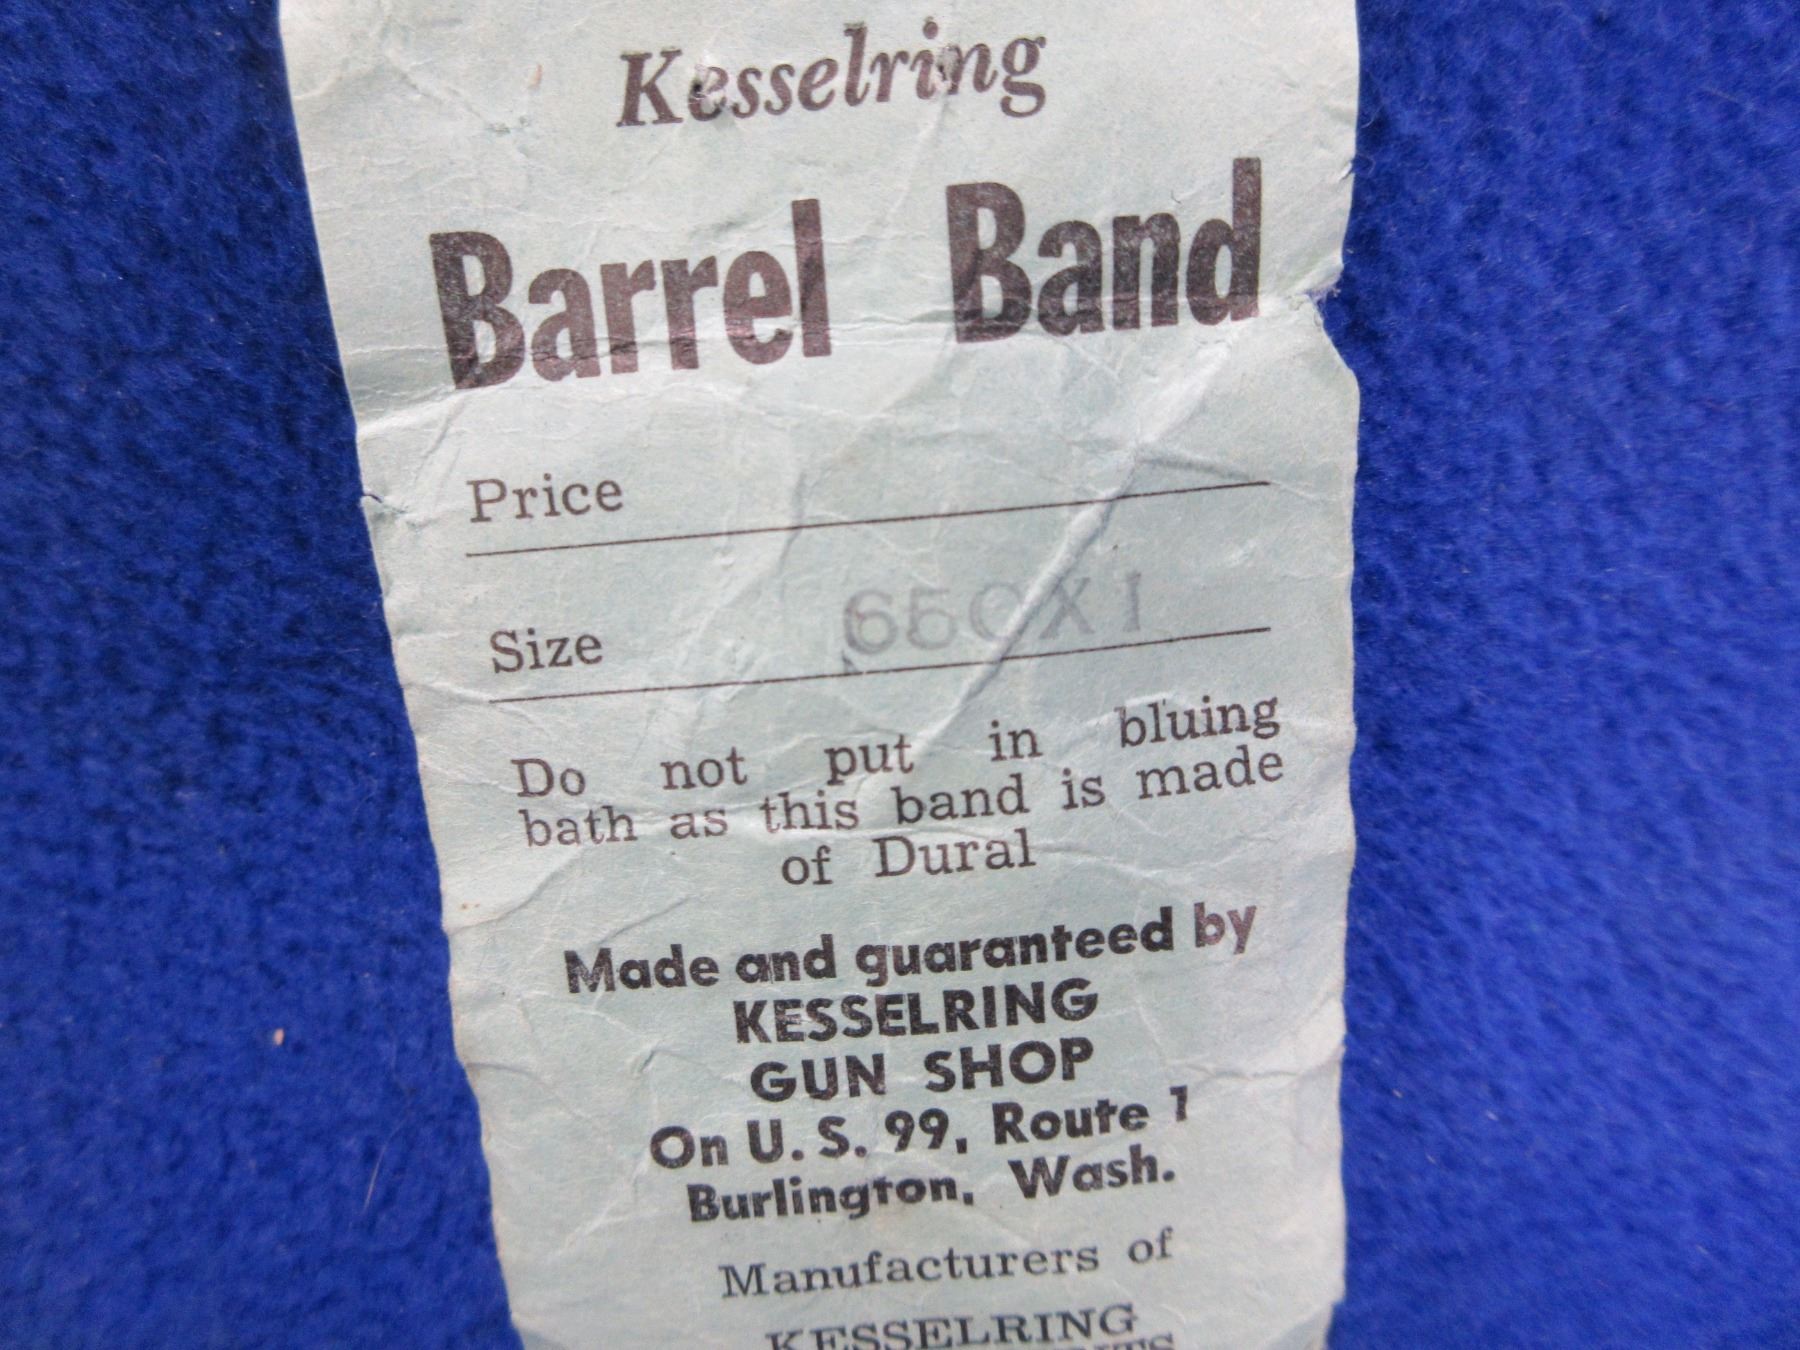 Kesselring
Barrel Band
Price
Size 650X1
Do not put in bluing
bath as this band is made
of Dural
Made and guaranteed by
KESSELRING
GUN SHOP
On U. S. 99, Route 1
Burlington, Wash.
Manufacturers of
KESSELRING